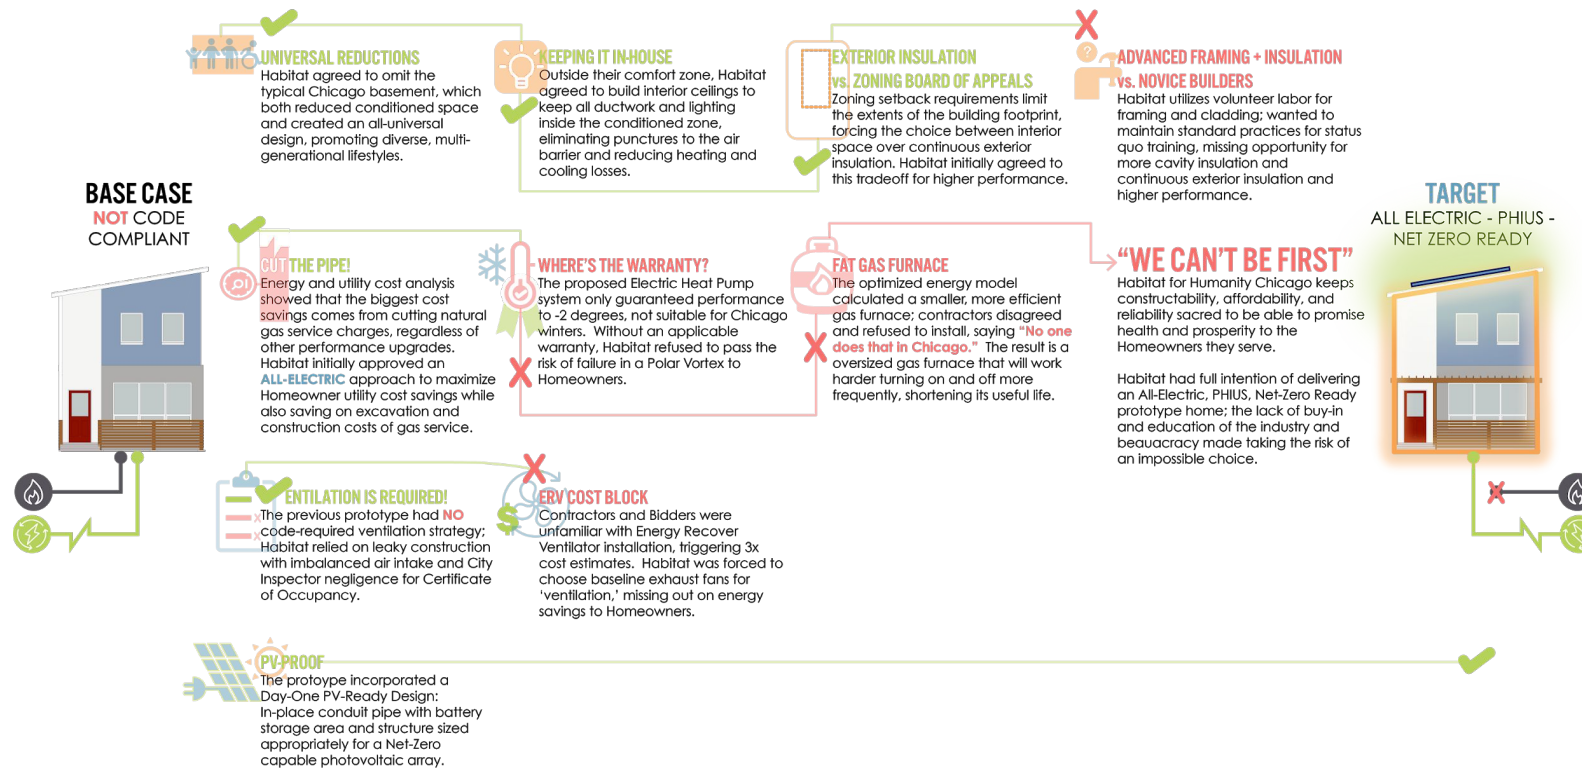 UNIVERSAL REDUCTIONS
Habitat agreed to omit the
typical Chicago basement, which
both reduced conditioned space
and created an all-universal
design, promoting diverse, multi-
generational lifestyles.
KEEPING IT IN-HOUSE
Outside their comfort zone, Habitat
agreed to build interior ceilings to
keep all ductwork and lighting
inside the conditioned zone,
eliminating punctures to the air
barrier and reducing heating and
cooling losses.
EXTERIOR INSULATION
vs. ZONING BOARD OF APPEALS
Zoning setback requirements limit
the extents of the building footprint,
forcing the choice between interior
space over continuous exterior
insulation. Habitat initially agreed to
this tradeoff for higher performance.
ADVANCED FRAMING + INSULATION
vs. NOVICE BUILDERS
Habitat utilizes volunteer labor for
framing and cladding; wanted to
maintain standard practices for status
quo training, missing opportunity for
more cavity insulation and
continuous exterior insulation and
higher performance.
BASE CASE
NOT CODE
COMPLIANT
CUT THE PIPE!
Energy and utility cost analysis
showed that the biggest cost
savings comes from cutting natural
gas service charges, regardless of
other performance upgrades.
Habitat initially approved an
ALL-ELECTRIC approach to maximize
Homeowner utility cost savings while
also saving on excavation and
construction costs of gas service.
WHERE'S THE WARRANTY?
The proposed Electric Heat Pump
system only guaranteed performance
to -2 degrees, not suitable for Chicago
winters. Without an applicable
warranty, Habitat refused to pass the
risk of failure in a Polar Vortex to
Homeowners.
FAT GAS FURNACE
The optimized energy model
calculated a smaller, more efficient
gas furnace; contractors disagreed
and refused to install, saying "No one
does that in Chicago." The result is a
oversized gas furnace that will work
harder turning on and off more
frequently, shortening its useful life.
"WE CAN'T BE FIRST"
Habitat for Humanity Chicago keeps
constructability, affordability, and
reliability sacred to be able to promise
health and prosperity to the
Homeowners they serve.
Habitat had full intention of delivering
an All-Electric, PHIUS, Net-Zero Ready
prototype home; the lack of buy-in
and education of the industry and
beauacracy made taking the risk of
an impossible choice.
TARGET
ALL ELECTRIC - PHIUS -
NET ZERO READY
ENTILATION IS REQUIRED!
The previous prototype had NO
code-required ventilation strategy;
Habitat relied on leaky construction
with imbalanced air intake and City
Inspector negligence for Certificate
of Occupancy.
ERV COST BLOCK
Contractors and Bidders were
unfamiliar with Energy Recover
Ventilator installation, triggering 3x
cost estimates. Habitat was forced to
choose baseline exhaust fans for
'ventilation,' missing out on energy
savings to Homeowners.
PV-PROOF
The protoype incorporated a
Day-One PV-Ready Design:
In-place conduit pipe with battery
storage area and structure sized
appropriately for a Net-Zero
capable photovoltaic array.